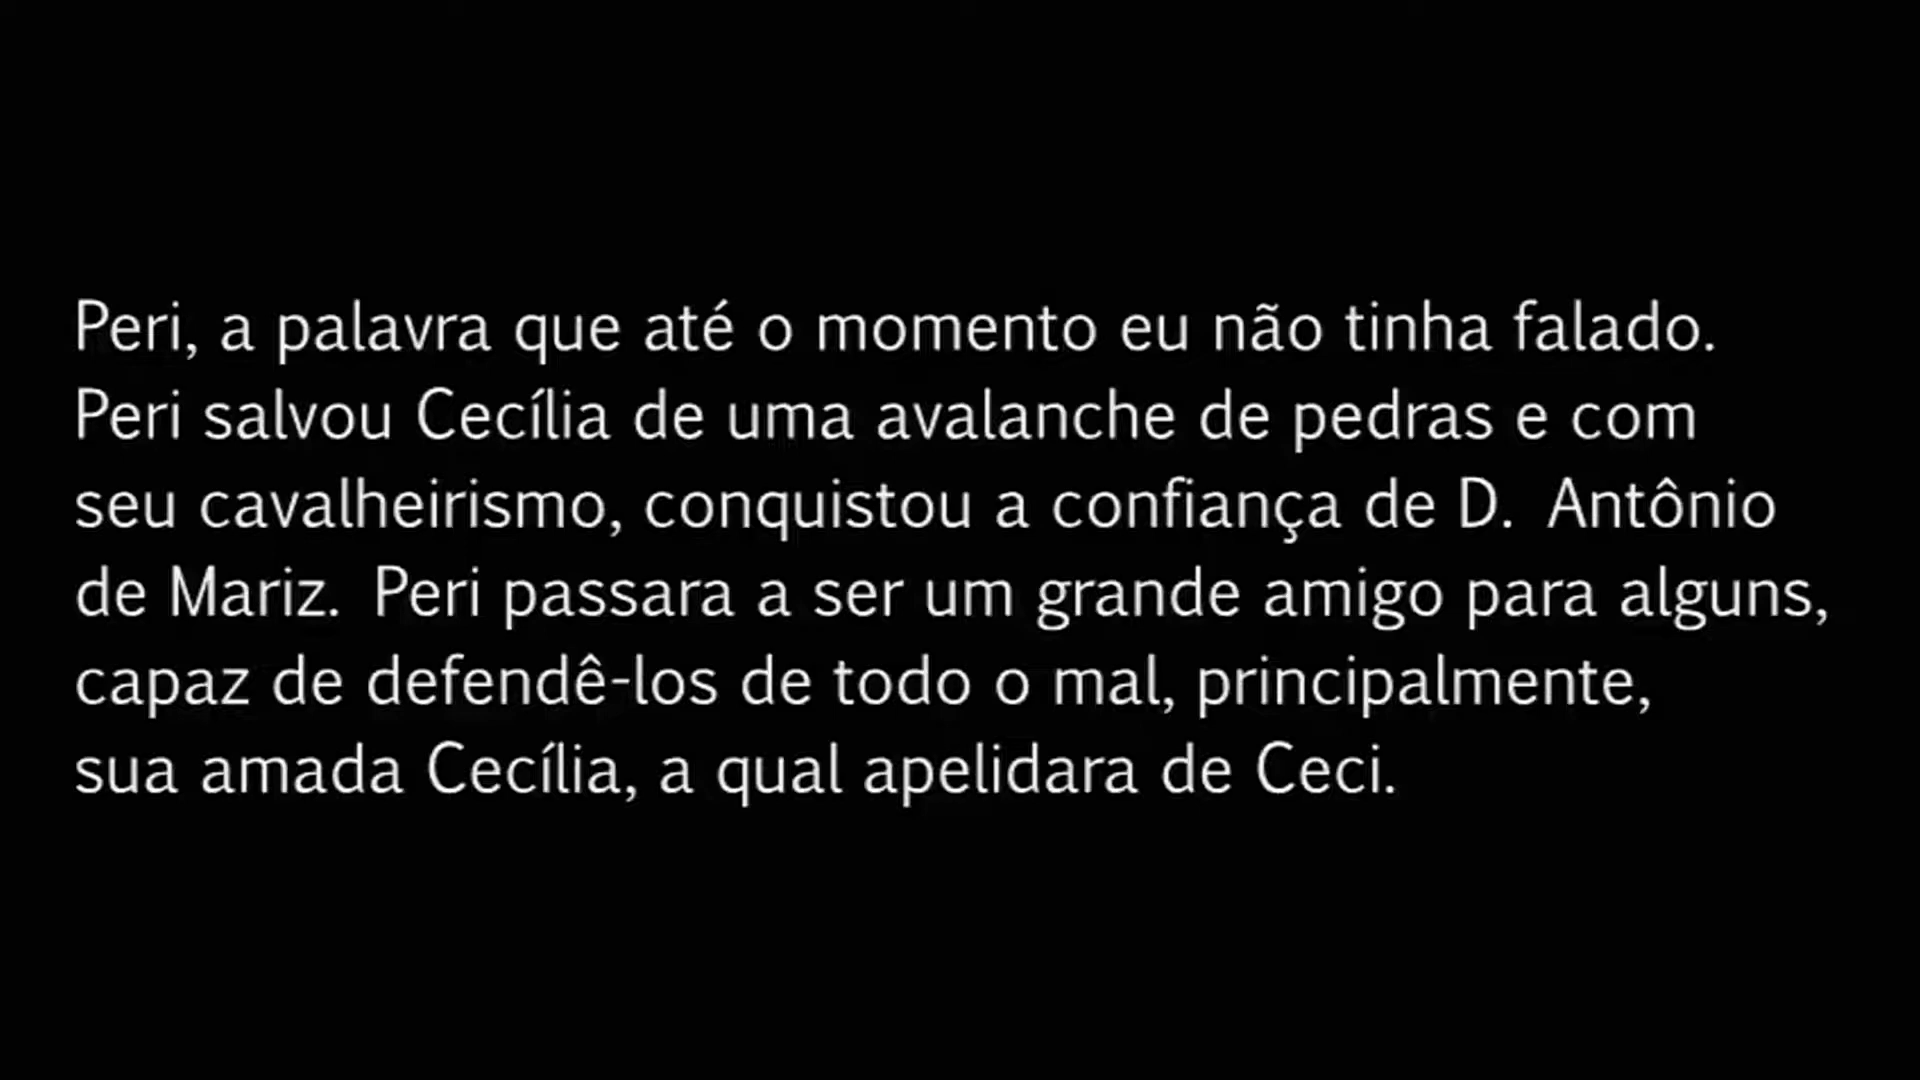 Peri, a palavra que até o momento eu não tinha falado.
Peri salvou Cecília de uma avalanche de pedras e com
seu cavalheirismo, conquistou a confiança de D. Antônio
de Mariz. Peri passara a ser um grande amigo para alguns,
capaz de defendê-los de todo o mal, principalmente,
sua amada Cecília, a qual apelidara de Ceci.